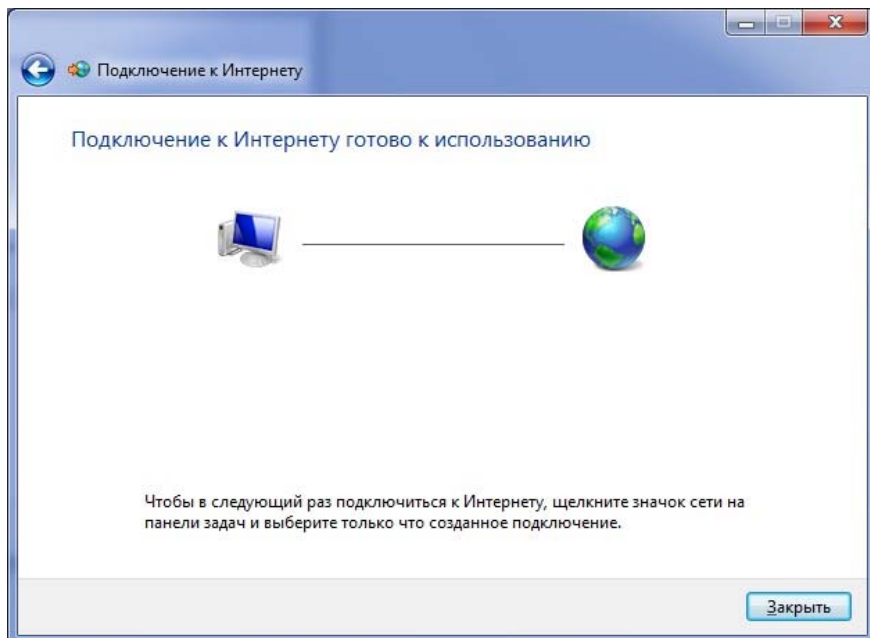 Подключение к Интернету
Подключение к Интернету готово к использованию
Чтобы в следующий раз подключиться к Интернету, щелкните значок сети на
панели задач и выберите только что созданное подключение.
Закрыть